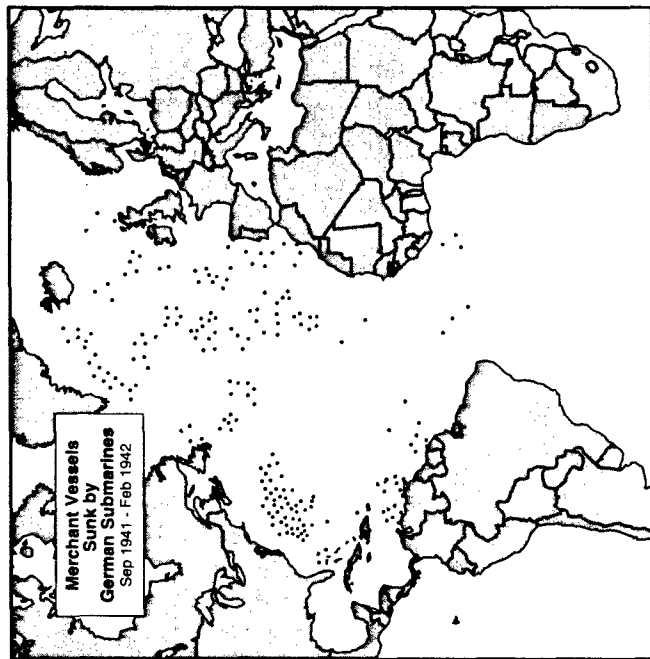 Merchant Vessels
Sunk by
German Submarines
Sep 1941 - Feb 1942